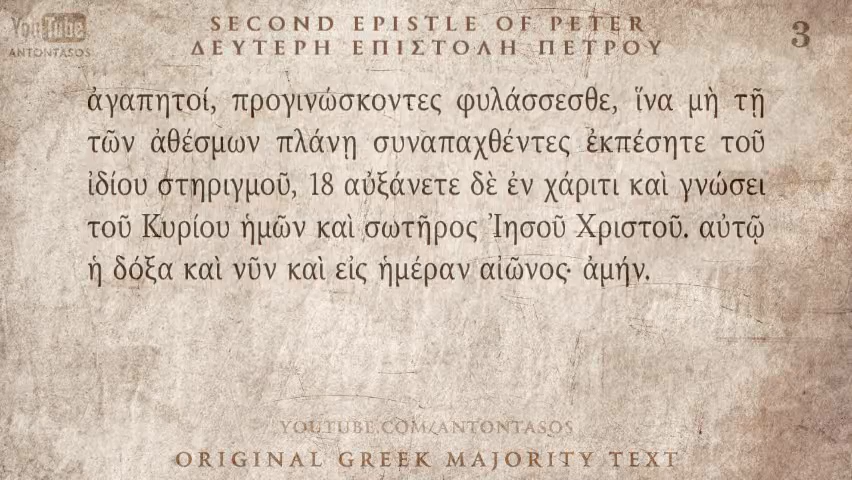 YouTube
ANTONTASOS
SECOND EPISTLE OF PETER
ΔΕΥΤΕΡΗ ΕΠΙΣΤΟΛΗ ΠΕΤΡΟΥ
3
ἀγαπητοί, προγινώσκοντες φυλάσσεσθε, ἵνα μὴ τῇ
τῶν ἀθέσμων πλάνῃ συναπαχθέντες ἐκπέσητε τοῦ
ἰδίου στηριγμοῦ, 18 αὐξάνετε δὲ ἐν χάριτι καὶ γνώσει
τοῦ Κυρίου ἡμῶν καὶ σωτῆρος Ἰησοῦ Χριστοῦ. αὐτῷ
ἡ δόξα καὶ νῦν καὶ εἰς ἡμέραν αἰῶνος· ἀμήν.
YOUTUBE.COM/ANTONTASOS
ORIGINAL GREEK MAJORITY TEXT